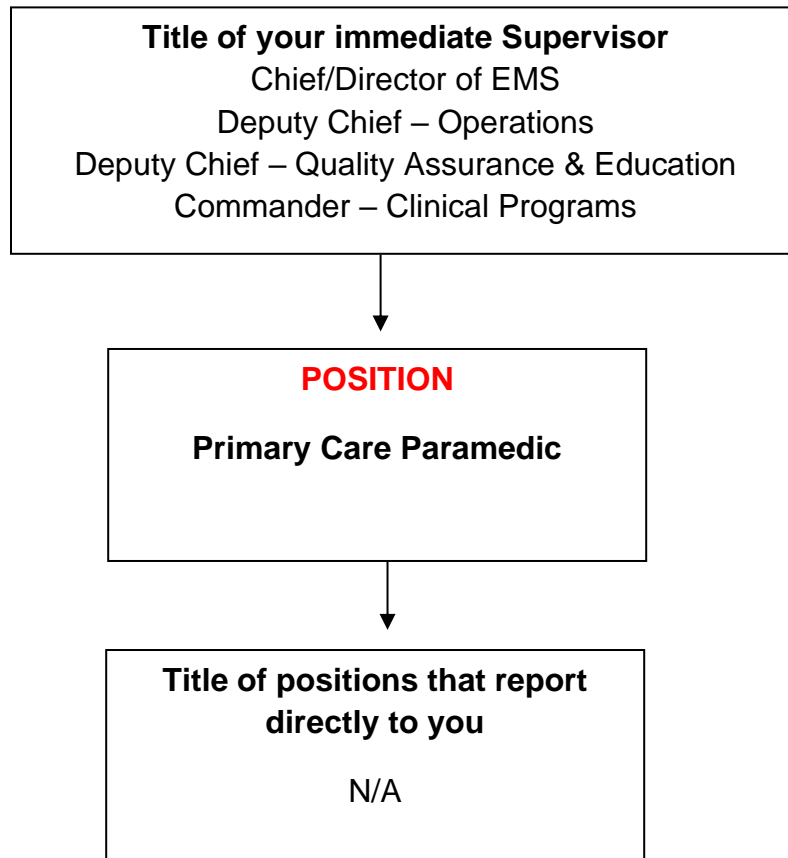 Title of your immediate Supervisor
Chief/Director of EMS
Deputy Chief – Operations
Deputy Chief – Quality Assurance & Education
Commander – Clinical Programs
POSITION
Primary Care Paramedic
Title of positions that report
directly to you
N/A